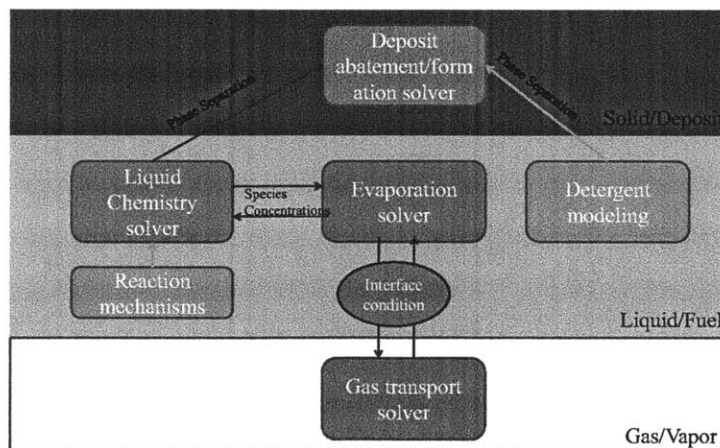 Deposit
abatement/form
ation solver
Phase Separation
Phase Separation
Solid/Deposit
Liquid
Chemistry
solver
Species
Concentrations
Evaporation
solver
Detergent
modeling
Reaction
mechanisms
Interface
condition
Liquid/Fuel
Gas transport
solver
Gas/Vapor